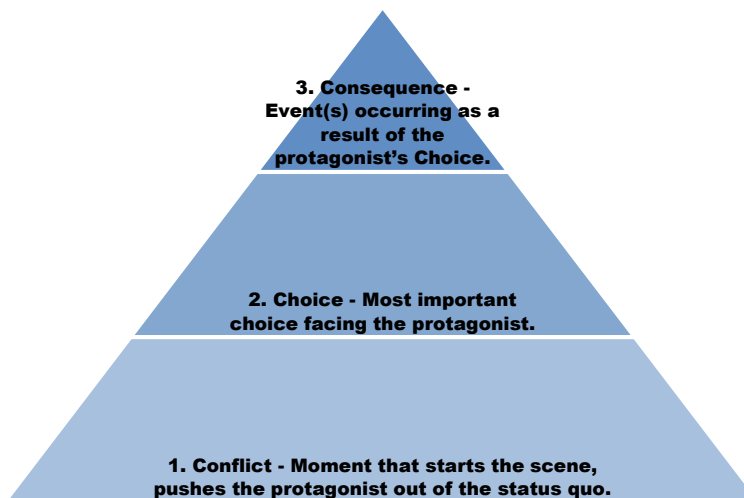 3. Consequence -
Event(s) occurring as a
result of the
protagonist’s Choice.
2. Choice - Most important
choice facing the protagonist.
1. Conflict - Moment that starts the scene,
pushes the protagonist out of the status quo.